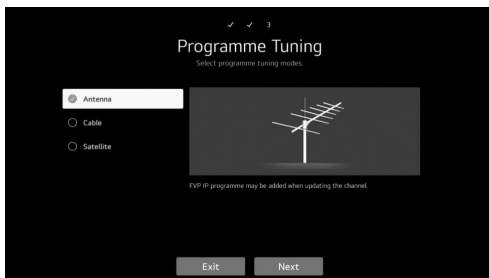 3
Programme Tuning
Select programme tuning modes.
Antenna
Cable
Satellite
FVP IP programme may be added when updating the channel.
Exit Next